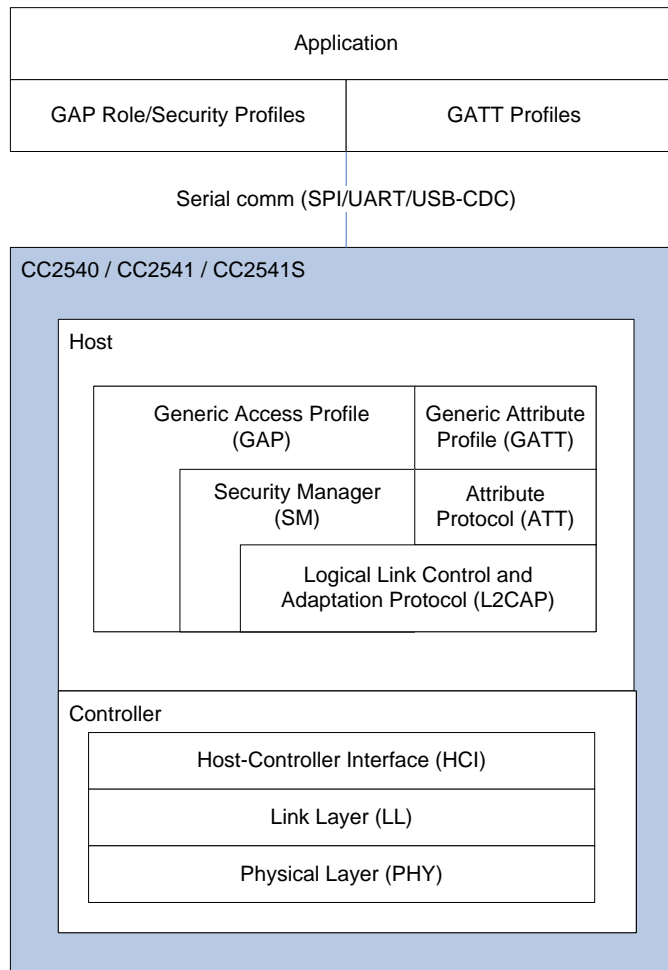 Application
GAP Role/Security Profiles
GATT Profiles
Serial comm (SPI/UART/USB-CDC)
CC2540 / CC2541 / CC2541S
Host
Generic Access Profile
(GAP)
Generic Attribute
Profile (GATT)
Security Manager
(SM)
Attribute
Protocol (ATT)
Logical Link Control and
Adaptation Protocol (L2CAP)
Controller
Host-Controller Interface (HCI)
Link Layer (LL)
Physical Layer (PHY)